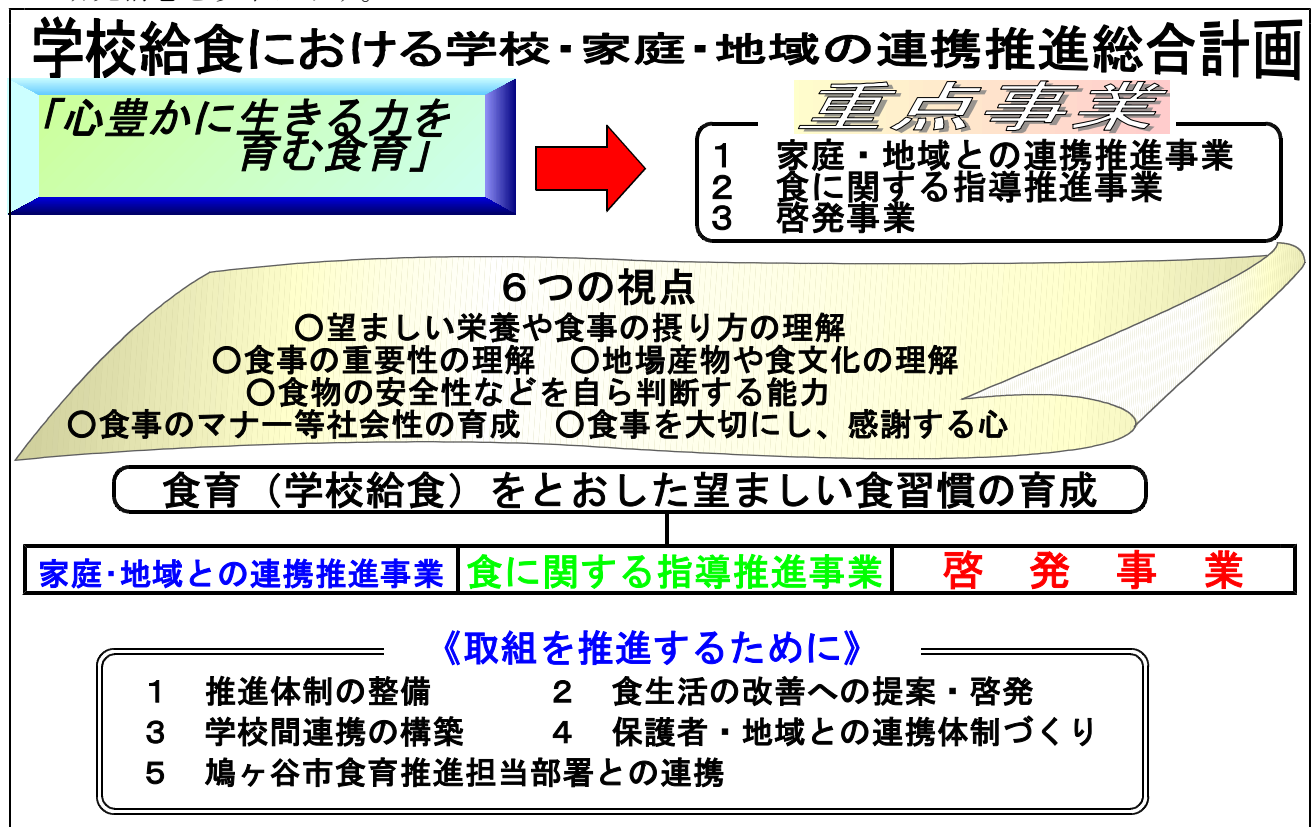 学校給食における学校・家庭・地域の連携推進総合計画
「心豊かに生きる力を
育む食育」
重点事業
1 家庭・地域との連携推進事業
2 食に関する指導推進事業
3 啓発事業
6つの視点
○望ましい栄養や食事の摂り方の理解
○食事の重要性の理解 ○地場産物や食文化の理解
○食物の安全性などを自ら判断する能力
○食事のマナー等社会性の育成 ○食事を大切にし、感謝する心
食育（学校給食）をとおした望ましい食習慣の育成
家庭・地域との連携推進事業 食に関する指導推進事業 啓発事業
《取組を推進するために》
1 推進体制の整備 2 食生活の改善への提案・啓発
3 学校間連携の構築 4 保護者・地域との連携体制づくり
5 鳩ヶ谷市食育推進担当部署との連携